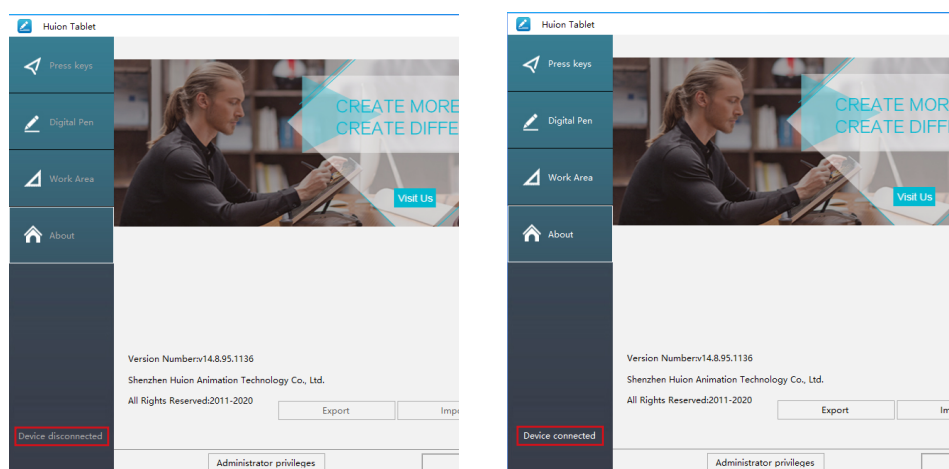 Huion Tablet
Press keys
Digital Pen
Work Area
About
CREATE MORE
CREATE DIFFE
Visit Us
Version Number:v14.8.95.1136
Shenzhen Huion Animation Technology Co., Ltd.
All Rights Reserved:2011-2020
Export
Impo
Device disconnected
Administrator privileges
Huion Tablet
Press keys
Digital Pen
Work Area
About
CREATE MOR
CREATE DIFF
Visit Us
Version Number:v14.8.95.1136
Shenzhen Huion Animation Technology Co., Ltd.
All Rights Reserved:2011-2020
Export
Im
Device connected
Administrator privileges